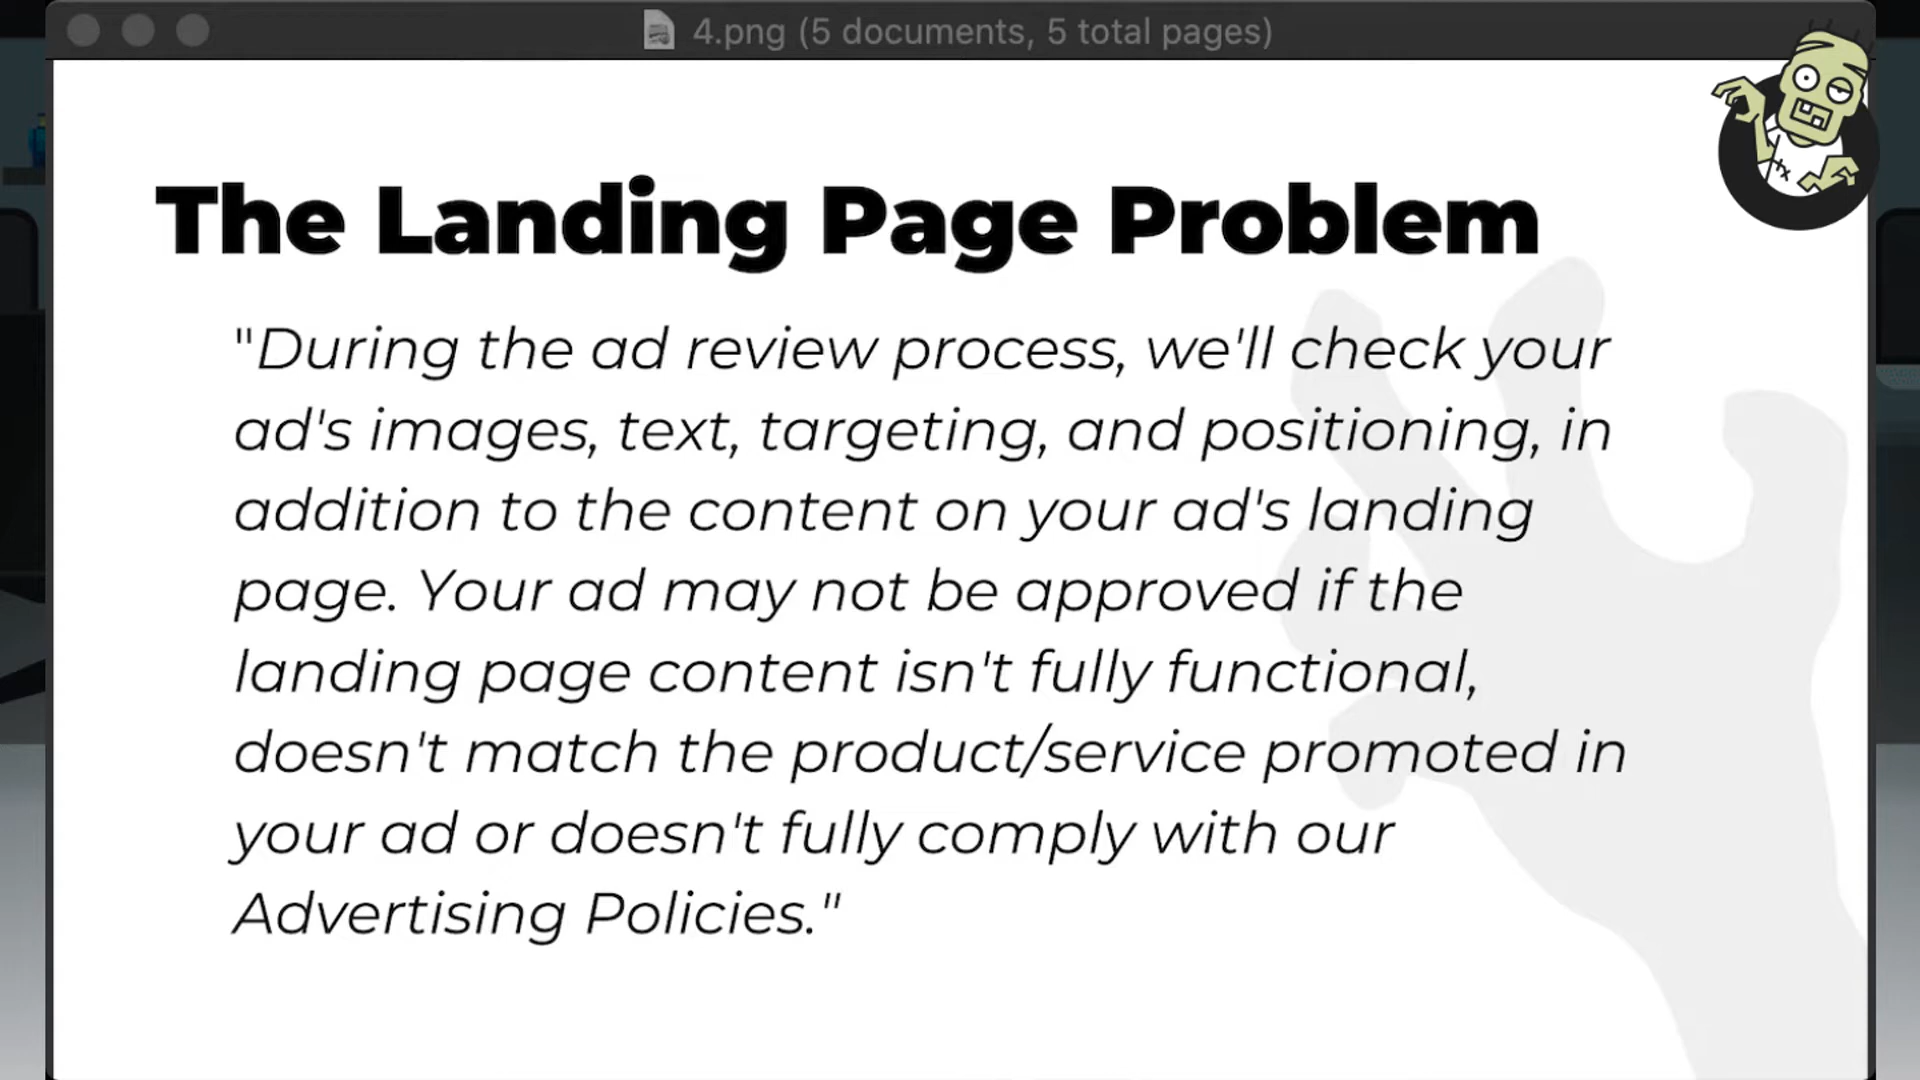 4.png (5 documents, 5 total pages)
The Landing Page Problem
"During the ad review process, we'll check your
ad's images, text, targeting, and positioning, in
addition to the content on your ad's landing
page. Your ad may not be approved if the
landing page content isn't fully functional,
doesn't match the product/service promoted in
your ad or doesn't fully comply with our
Advertising Policies."